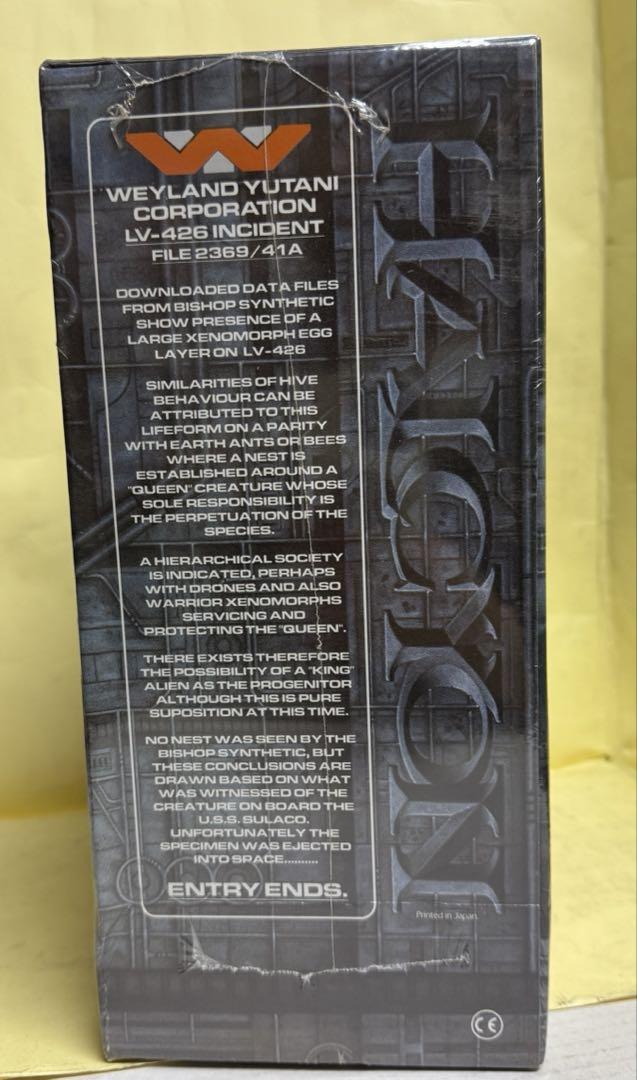 WEYLAND YUTANI
CORPORATION
LV-426 INCIDENT
FILE 2369/41A
DOWNLOADED DATA FILES
FROM BISHOP SYNTHETIC
SHOW PRESENCE OF A
LARGE XENOMORPH EGG
LAYER ON LV-426
SIMILARITIES OF HIVE
BEHAVIOUR CAN BE
ATTRIBUTED TO THIS
LIFEFORM ON A PARITY
WITH EARTH ANTS OR BEES
WHERE A NEST IS
ESTABLISHED AROUND A
"QUEEN" CREATURE WHOSE
SOLE RESPONSIBILITY IS
THE PERPETUATION OF THE
SPECIES.
A HIERARCHICAL SOCIETY
IS INDICATED, PERHAPS
WITH DRONES AND ALSO
WARRIOR XENOMORPHS
SERVICING AND
PROTECTING THE "QUEEN".
THERE EXISTS THEREFORE
THE POSSIBILITY OF A "KING"
ALIEN AS THE PROGENITOR
ALTHOUGH THIS IS PURE
SUPOSITION AT THIS TIME.
NO NEST WAS SEEN BY THE
BISHOP SYNTHETIC, BUT
THESE CONCLUSIONS ARE
DRAWN BASED ON WHAT
WAS WITNESSED OF THE
CREATURE ON BOARD THE
U.S.S. SULACO.
UNFORTUNATELY THE
SPECIMEN WAS EJECTED
INTO SPACE..........
ENTRY ENDS.
HALCYON
Printed in Japan.
CE